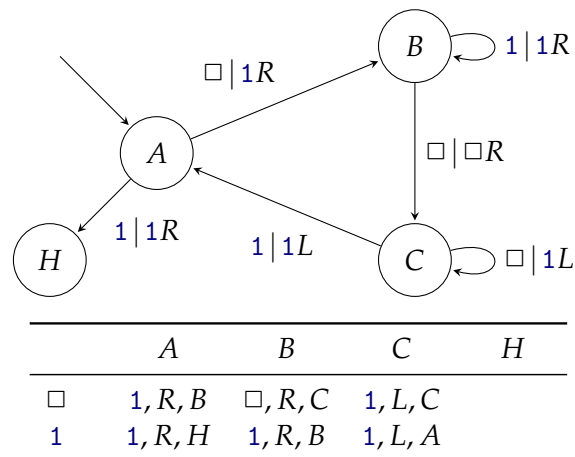 B
1 | 1R
□ | 1R
A
□ | □R
1 | 1R
1 | 1L
H
C
□ | 1L
A B C H
□ 1, R, B □, R, C 1, L, C
1 1, R, H 1, R, B 1, L, A